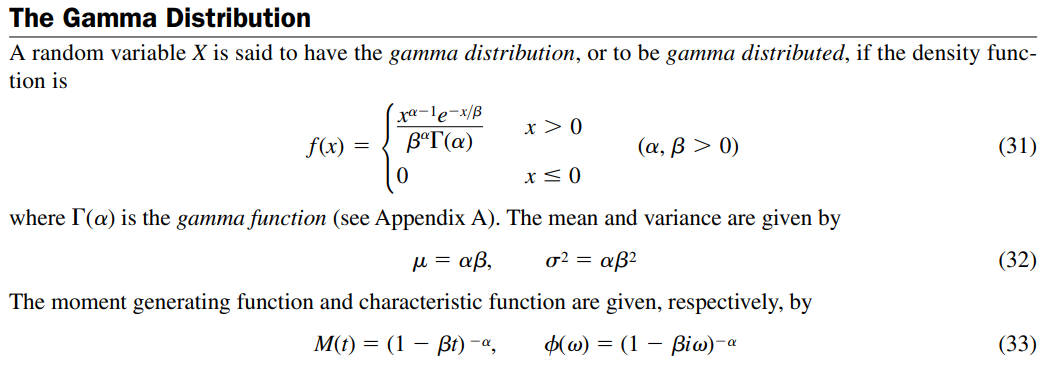 The Gamma Distribution
A random variable X is said to have the gamma distribution, or to be gamma distributed, if the density func-
tion is
f(x) = { x^{α−1}e^{−x/β} / β^αΓ(α)    x > 0
0    x ≤ 0    (α, β > 0)    (31)
where Γ(α) is the gamma function (see Appendix A). The mean and variance are given by
μ = αβ,    σ² = αβ²    (32)
The moment generating function and characteristic function are given, respectively, by
M(t) = (1 − βt)^{−α},    ϕ(ω) = (1 − βiω)^{−α}    (33)